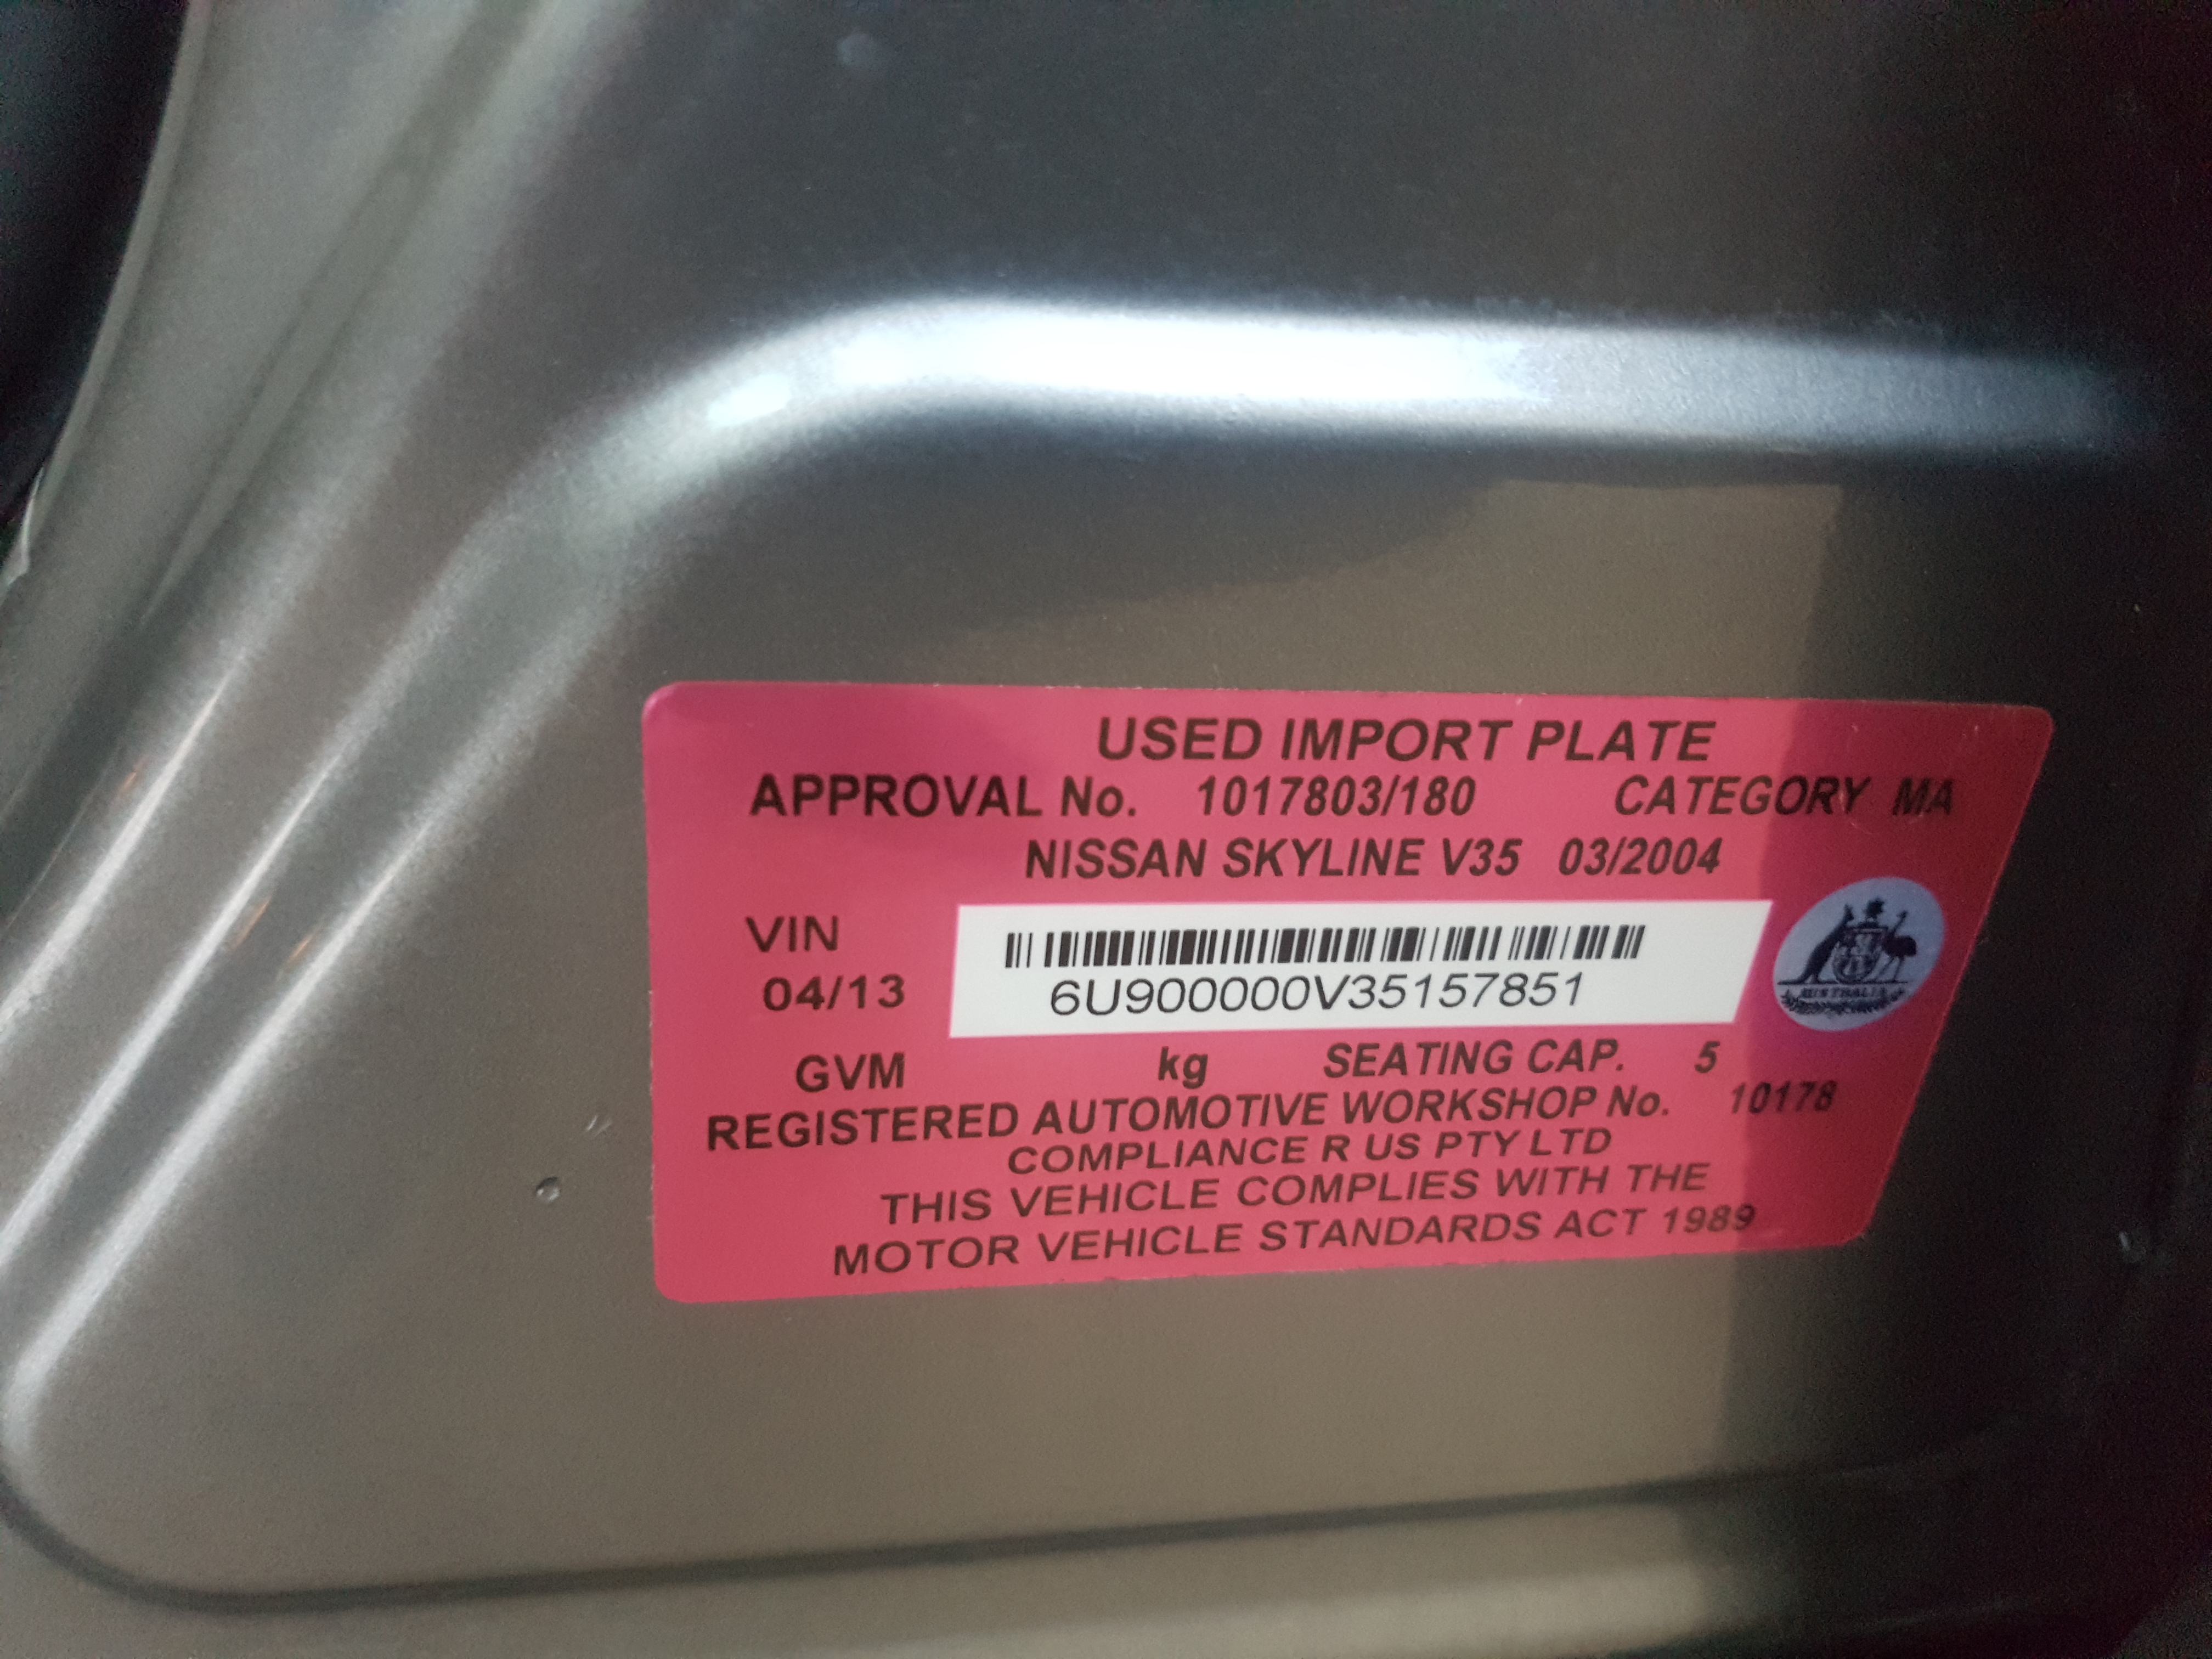 USED IMPORT PLATE
APPROVAL No. 1017803/180 CATEGORY MA
NISSAN SKYLINE V35 03/2004
VIN
04/13
6U900000V35157851
AUSTRALIA
GVM kg SEATING CAP. 5
REGISTERED AUTOMOTIVE WORKSHOP No. 10178
COMPLIANCE R US PTY LTD
THIS VEHICLE COMPLIES WITH THE
MOTOR VEHICLE STANDARDS ACT 1989